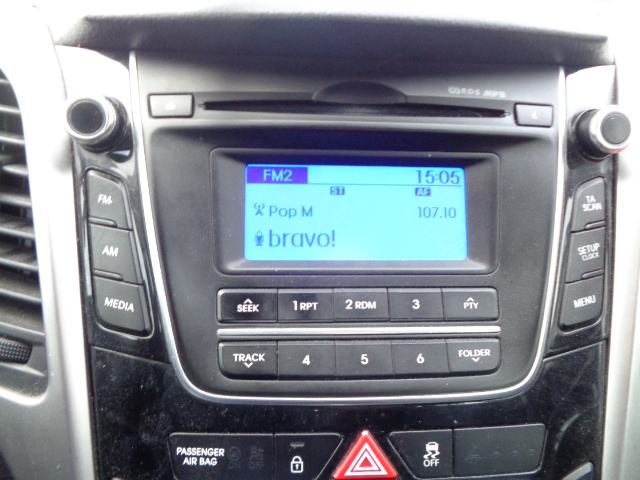 CD RDS MP3
FM2 15:05
ST AF
Pop M 107.10
bravo!
FM
AM
MEDIA
TA
SCAN
SETUP
CLOCK
MENU
SEEK 1 RPT 2 RDM 3 PTY
TRACK 4 5 6 FOLDER
PASSENGER
AIR BAG
OFF